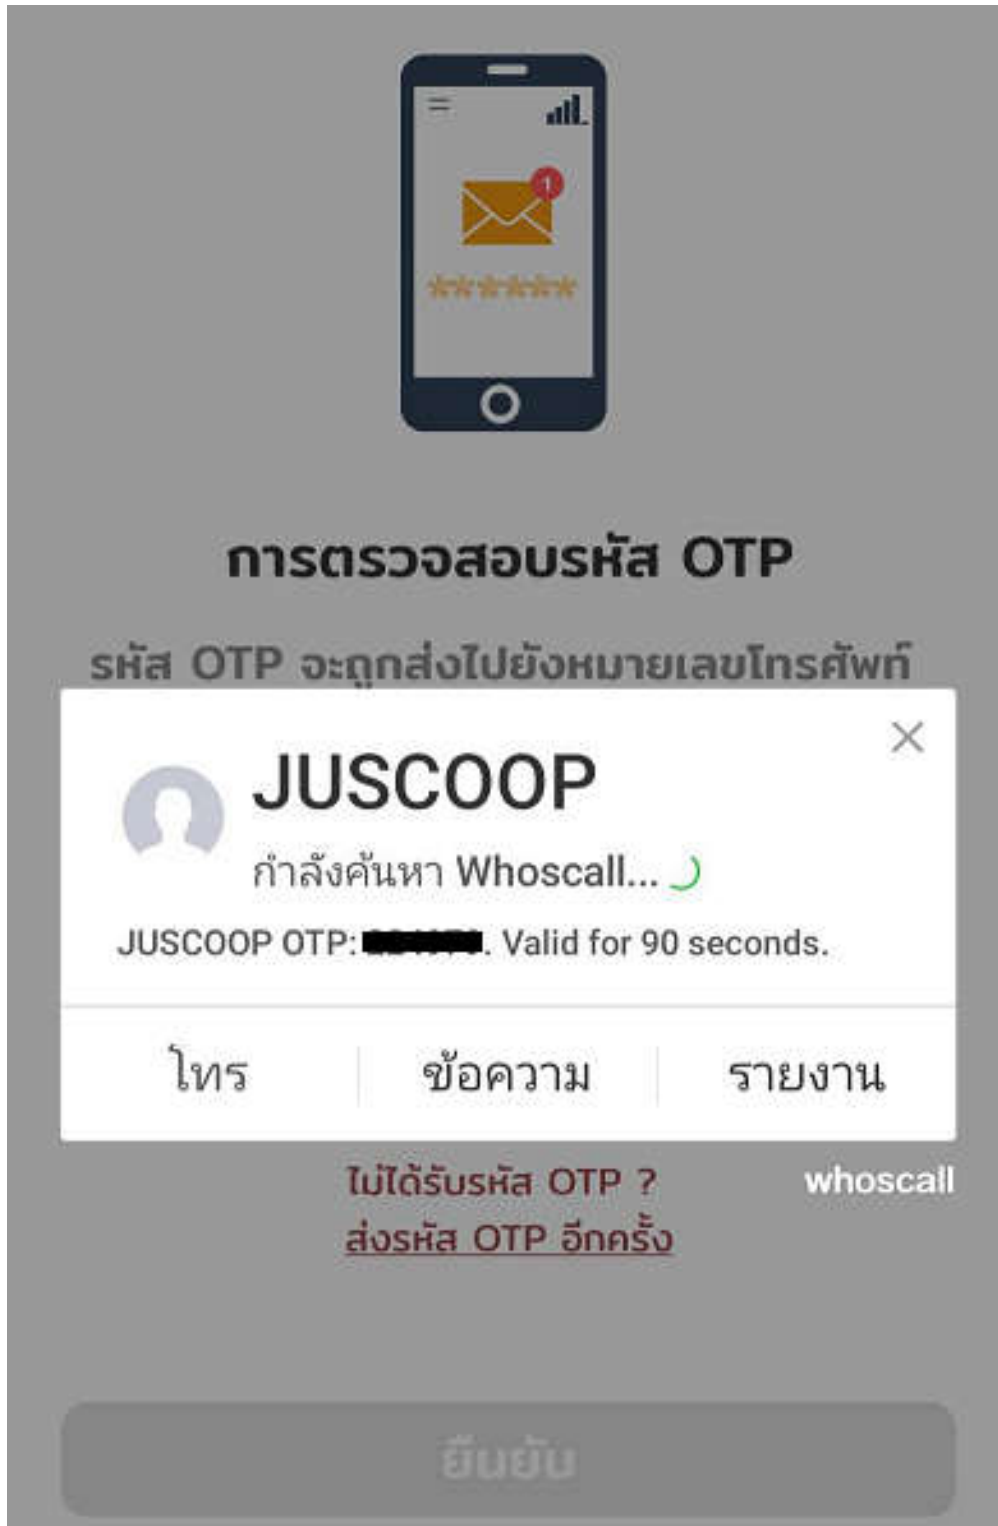 1
******
การตรวจสอบรหัส OTP
รหัส OTP จะถูกส่งไปยังหมายเลขโทรศัพท์
JUSCOOP
กำลังค้นหา Whoscall...
JUSCOOP OTP: . Valid for 90 seconds.
โทร
ข้อความ
รายงาน
ไม่ได้รับรหัส OTP ?
whoscall
ส่งรหัส OTP อีกครั้ง
ยืนยัน